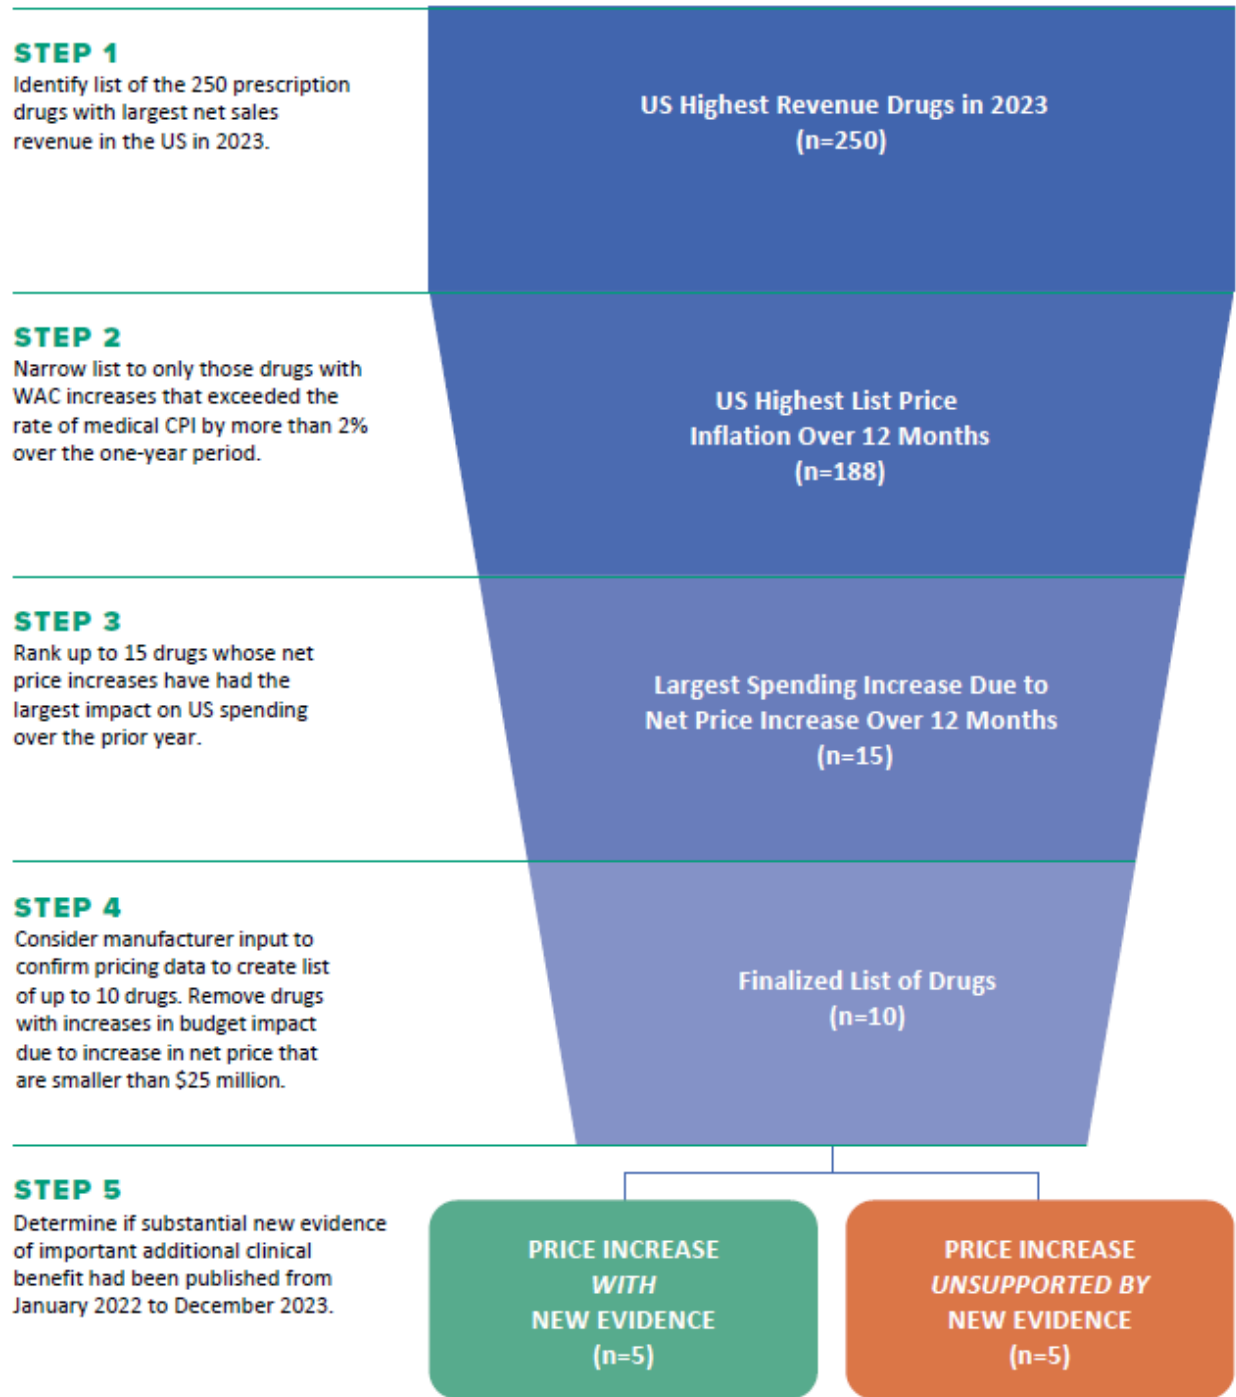 STEP 1
Identify list of the 250 prescription
drugs with largest net sales
revenue in the US in 2023.
US Highest Revenue Drugs in 2023
(n=250)
STEP 2
Narrow list to only those drugs with
WAC increases that exceeded the
rate of medical CPI by more than 2%
over the one-year period.
US Highest List Price
Inflation Over 12 Months
(n=188)
STEP 3
Rank up to 15 drugs whose net
price increases have had the
largest impact on US spending
over the prior year.
Largest Spending Increase Due to
Net Price Increase Over 12 Months
(n=15)
STEP 4
Consider manufacturer input to
confirm pricing data to create list
of up to 10 drugs. Remove drugs
with increases in budget impact
due to increase in net price that
are smaller than $25 million.
Finalized List of Drugs
(n=10)
STEP 5
Determine if substantial new evidence
of important additional clinical
benefit had been published from
January 2022 to December 2023.
PRICE INCREASE
WITH
NEW EVIDENCE
(n=5)
PRICE INCREASE
UNSUPPORTED BY
NEW EVIDENCE
(n=5)